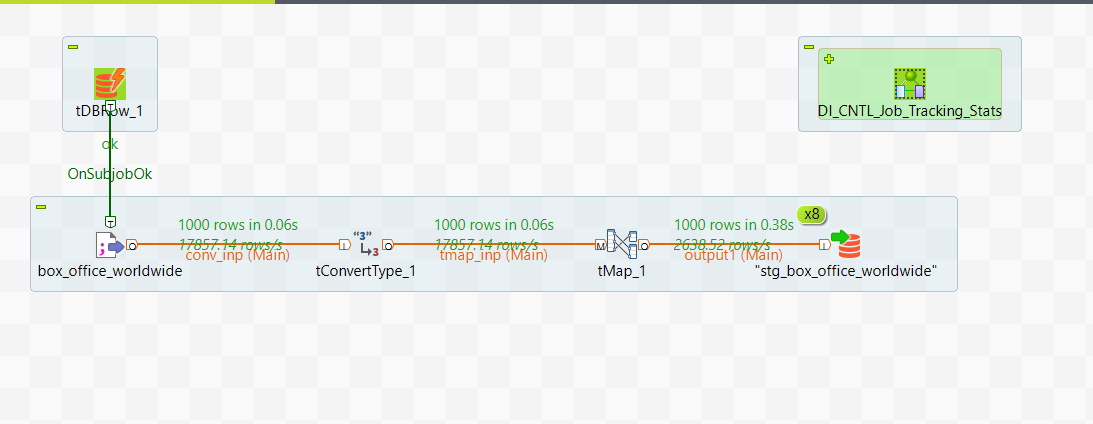 tDBRow_1
DI_CNTL_Job_Tracking_Stats
ok
OnSubjobOk
1000 rows in 0.06s
17857.14 rows/s
conv_inp (Main)
1000 rows in 0.06s
17857.14 rows/s
tmap_inp (Main)
1000 rows in 0.38s
2638.52 rows/s
output1 (Main)
x8
box_office_worldwide
"3"
3
tConvertType_1
tMap_1
"stg_box_office_worldwide"